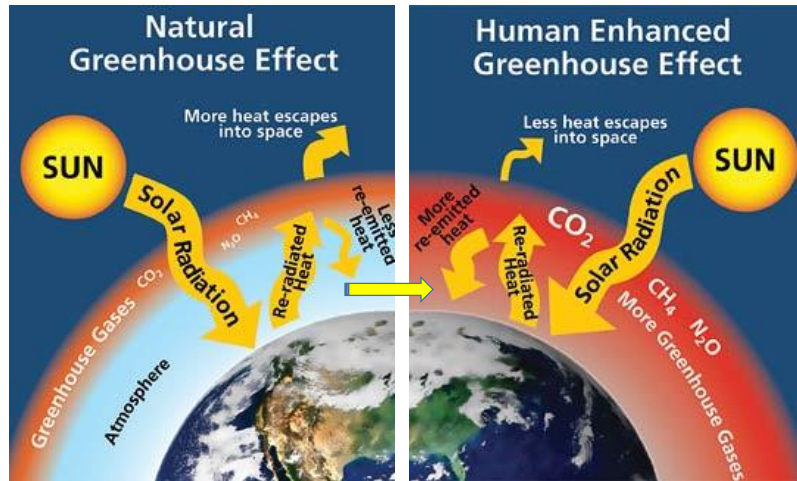 Natural
Greenhouse Effect
More heat escapes
into space
SUN
Solar Radiation
Less
re-emitted
heat
Re-radiated
Heat
CH₄
N₂O
CO₂
Greenhouse Gases
Atmosphere
Human Enhanced
Greenhouse Effect
Less heat escapes
into space
SUN
More
re-emitted
heat
Re-radiated
Heat
CO₂
Solar Radiation
CH₄ N₂O
More Greenhouse Gases